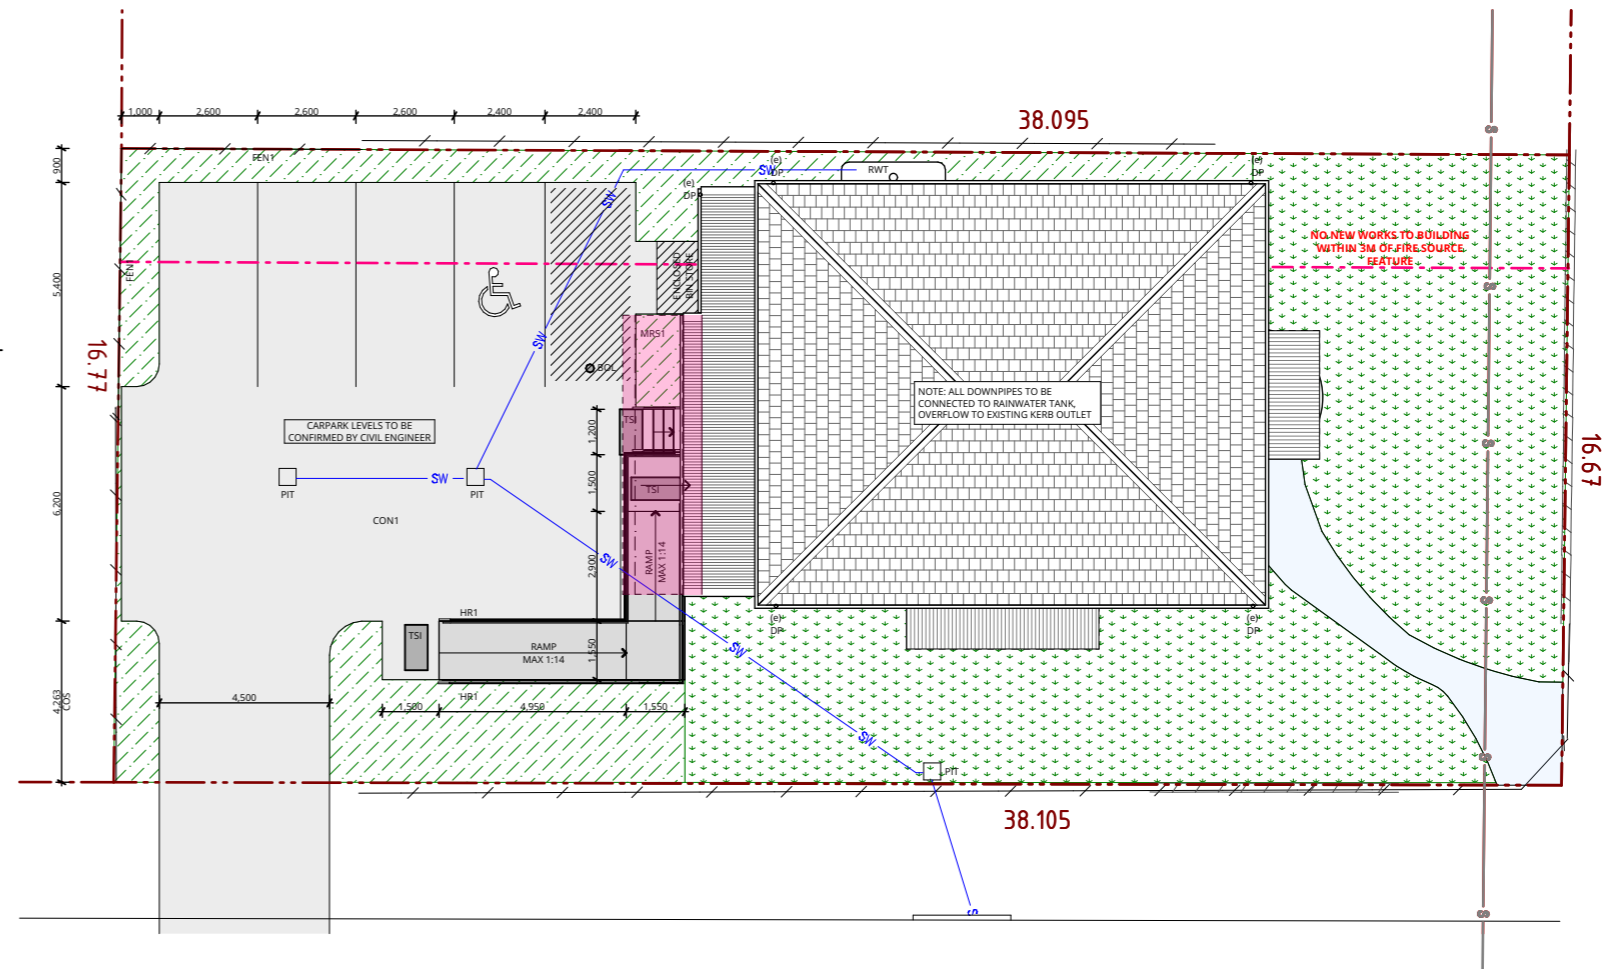 38.095
1,000
2,600
2,600
2,600
2,400
2,400
900
FEN1
(e)
DP
SW
RWT
(e)
DP
(e)
DP
SW
S
NO NEW WORKS TO BUILDING
WITHIN 3M OF FIRE SOURCE
FEATURE
FEN1
5,400
ENCLOSED
BIN STORE
S
SW
MRS1
BOL
16.77
NOTE: ALL DOWNPIPES TO BE
CONNECTED TO RAINWATER TANK,
OVERFLOW TO EXISTING KERB OUTLET
CARPARK LEVELS TO BE
CONFIRMED BY CIVIL ENGINEER
TSI
1,200
S
16.67
SW
PIT
PIT
1,500
TSI
6,200
CON1
2,900
SW
RAMP
MAX 1:14
S
HR1
(e)
DP
(e)
DP
TSI
RAMP
MAX 1:14
1,550
SW
4,263
COS
4,500
HR1
1,500
4,950
1,550
SW
S
PIT
38.105
S
S